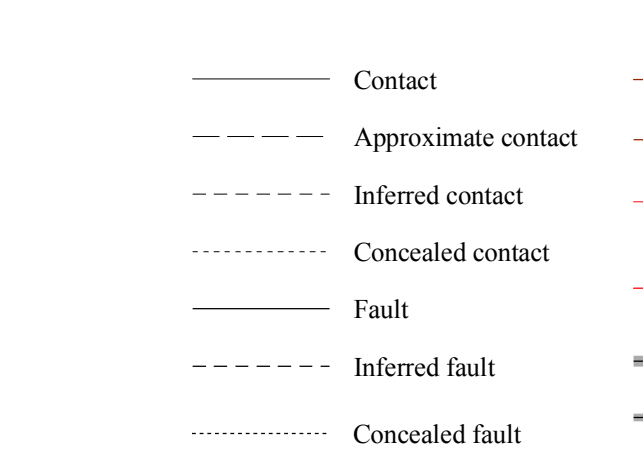 Contact
Approximate contact
Inferred contact
Concealed contact
Fault
Inferred fault
Concealed fault